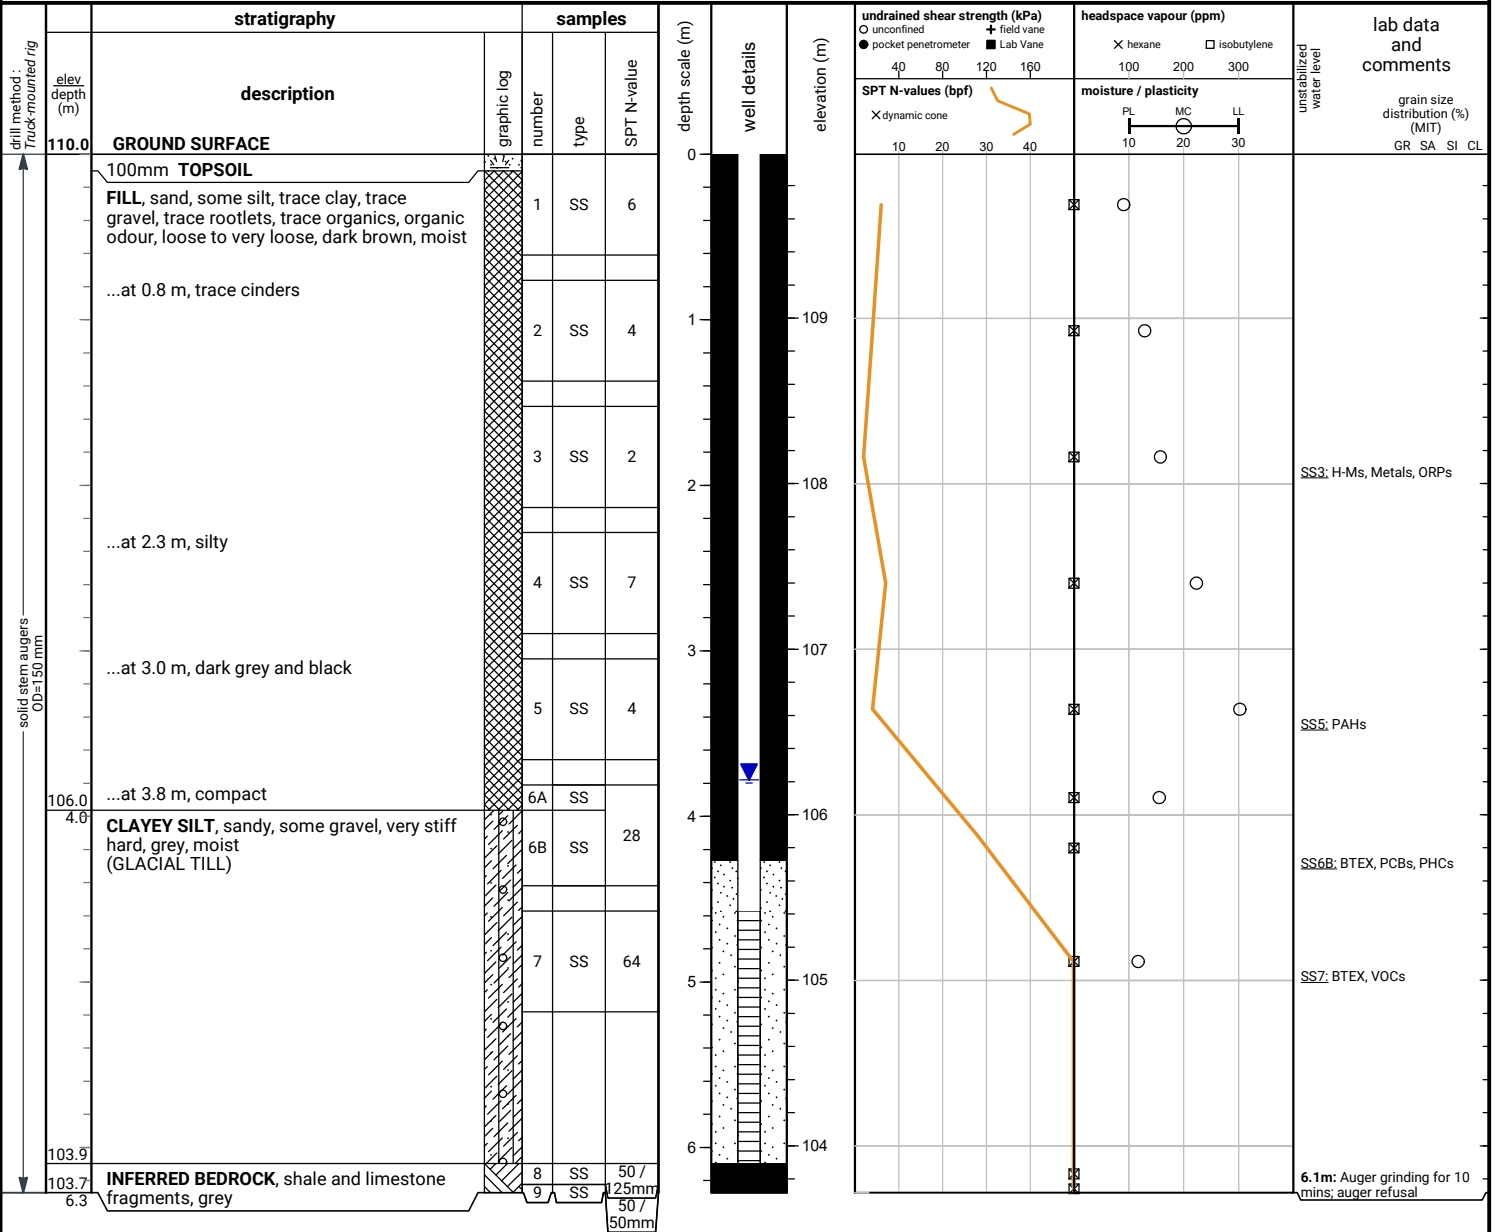 stratigraphy
samples
drill method :
Truck-mounted rig
elev
depth
(m)
description
graphic log
number
type
SPT N-value
depth scale (m)
well details
elevation (m)
undrained shear strength (kPa)
unconfined
field vane
pocket penetrometer
Lab Vane
40 80 120 160
SPT N-values (bpf)
dynamic cone
10 20 30 40
headspace vapour (ppm)
hexane
isobutylene
100 200 300
moisture / plasticity
PL MC LL
10 20 30
unstabilized
water level
lab data
and
comments
grain size
distribution (%)
(MIT)
GR SA SI CL
110.0 GROUND SURFACE
100mm TOPSOIL
FILL, sand, some silt, trace clay, trace
gravel, trace rootlets, trace organics, organic
odour, loose to very loose, dark brown, moist
...at 0.8 m, trace cinders
...at 2.3 m, silty
...at 3.0 m, dark grey and black
...at 3.8 m, compact
106.0
4.0
CLAYEY SILT, sandy, some gravel, very stiff
hard, grey, moist
(GLACIAL TILL)
103.9
INFERRED BEDROCK, shale and limestone
fragments, grey
103.7
6.3
solid stem augers
OD=150 mm
1 SS 6
2 SS 4
3 SS 2
4 SS 7
5 SS 4
6A SS
28
6B SS
7 SS 64
8 SS 50 /
125mm
9 SS 50 /
50mm
0
1
2
3
4
5
6
109
108
107
106
105
104
SS3: H-Ms, Metals, ORPs
SS5: PAHs
SS6B: BTEX, PCBs, PHCs
SS7: BTEX, VOCs
6.1m: Auger grinding for 10
mins; auger refusal